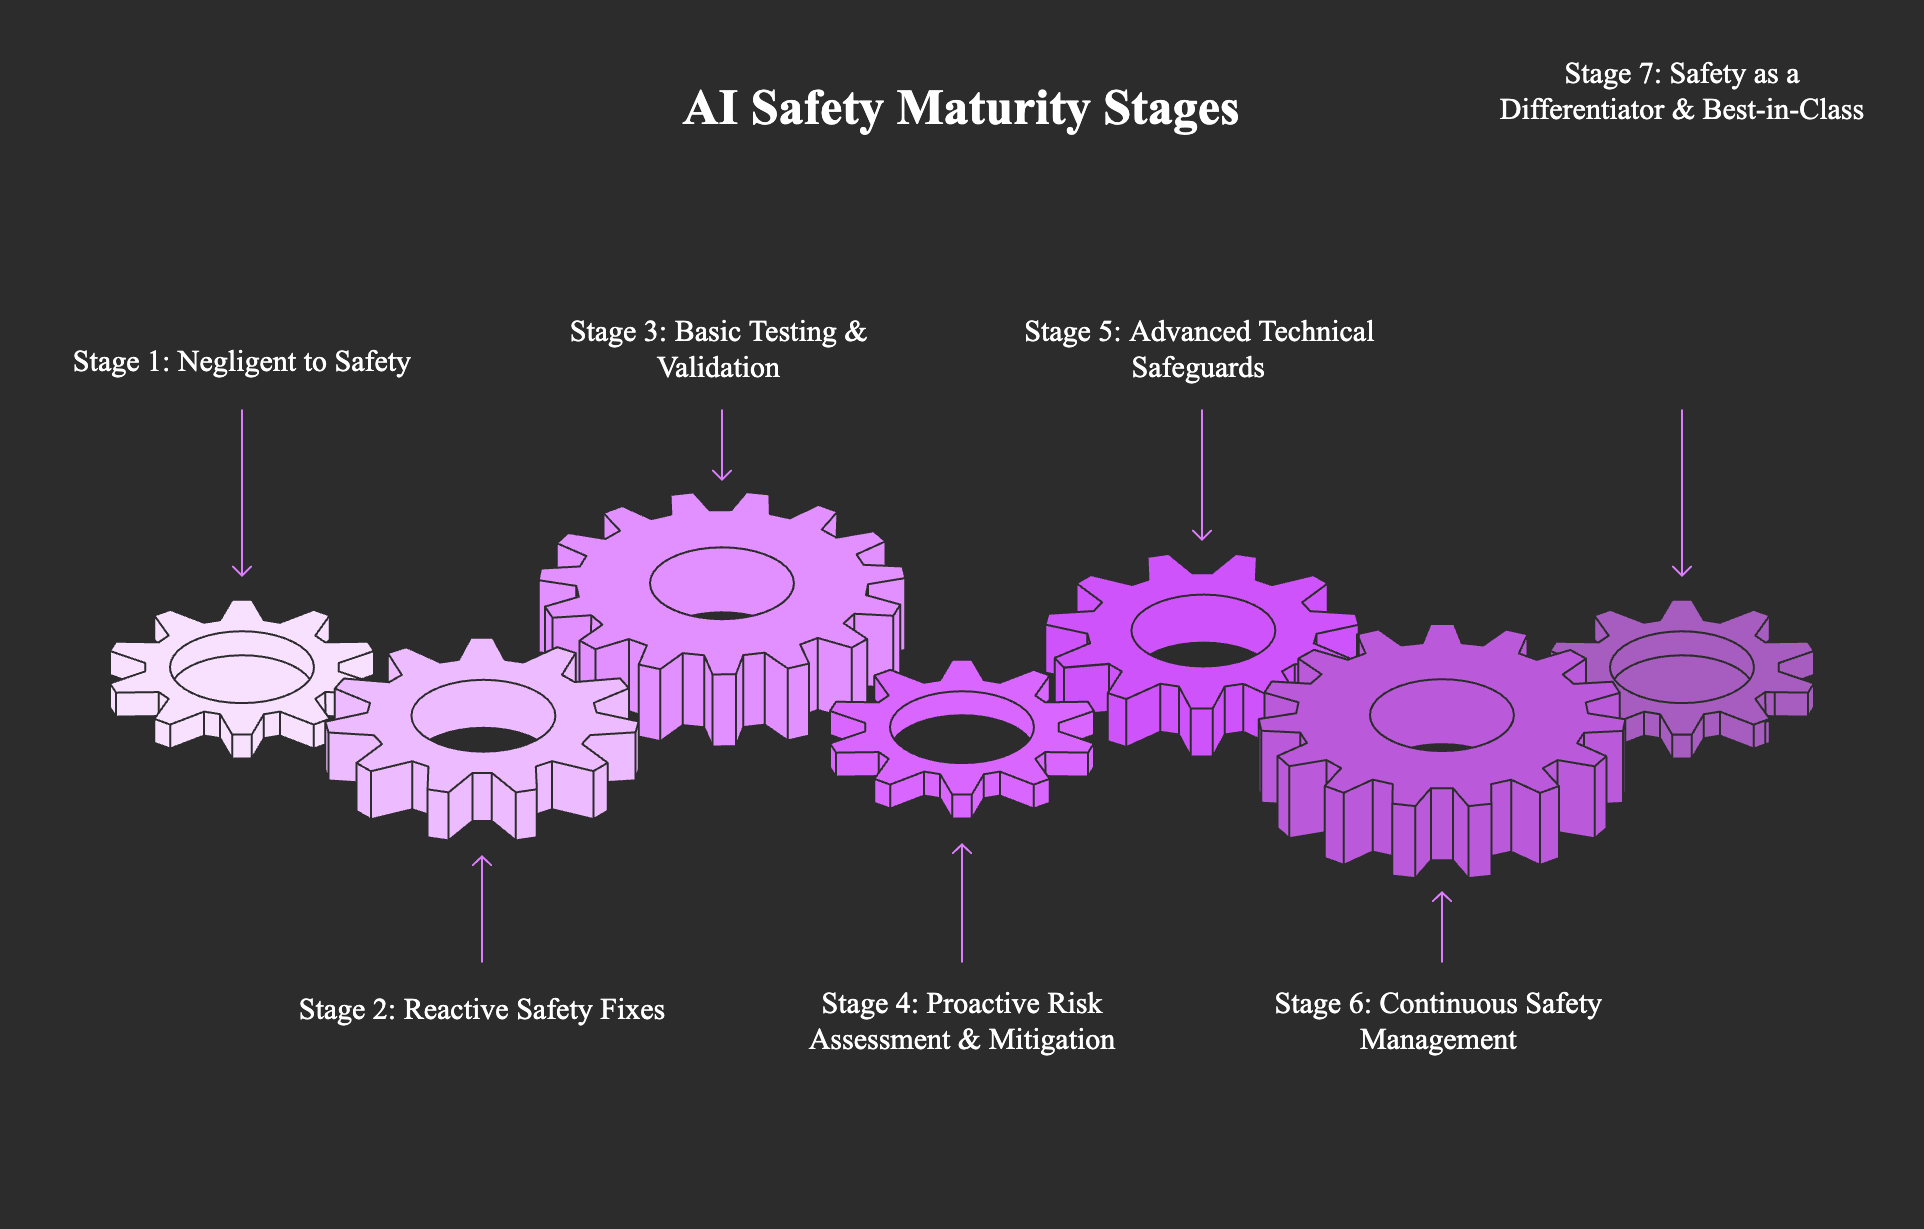 AI Safety Maturity Stages
Stage 7: Safety as a
Differentiator & Best-in-Class
Stage 1: Negligent to Safety
Stage 3: Basic Testing &
Validation
Stage 5: Advanced Technical
Safeguards
Stage 2: Reactive Safety Fixes
Stage 4: Proactive Risk
Assessment & Mitigation
Stage 6: Continuous Safety
Management